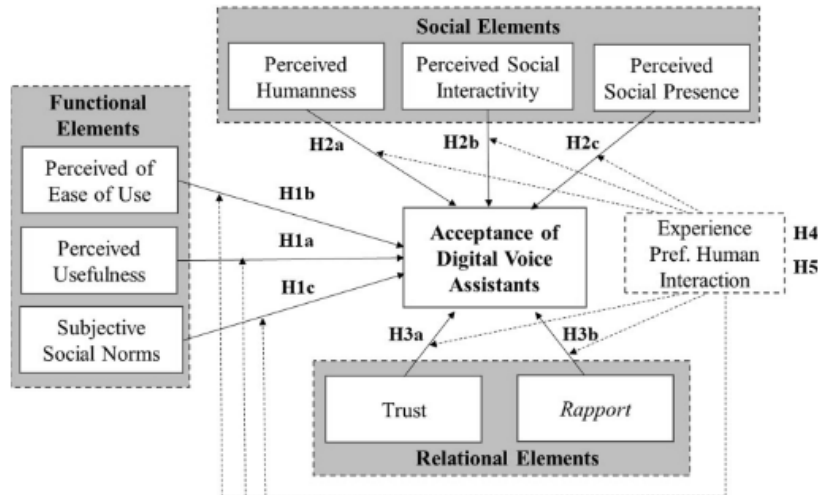 Social Elements
Perceived
Humanness
Perceived Social
Interactivity
Perceived
Social Presence
Functional
Elements
Perceived of
Ease of Use
Perceived
Usefulness
Subjective
Social Norms
H2a
H2b
H2c
H1b
H1a
H1c
Acceptance of
Digital Voice
Assistants
Experience
Pref. Human
Interaction
H4
H5
H3a
H3b
Trust
Rapport
Relational Elements